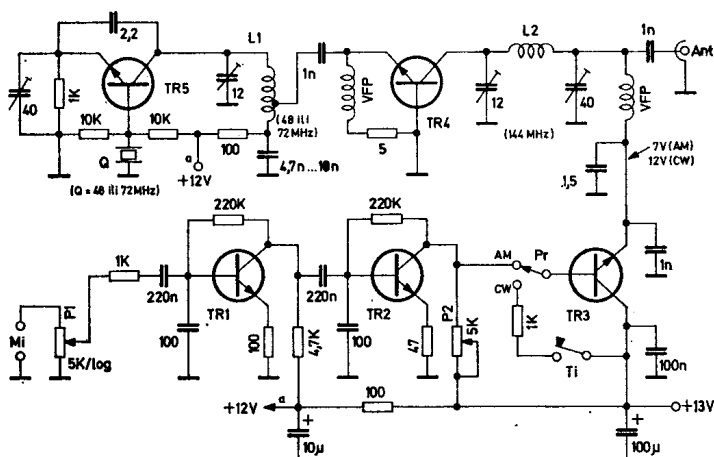 2,2
L1
1n
L2
1n
Ant
40
1K
TR5
12
VFP
TR4
12
40
VFP
10K
10K
(48 ili
72 MHz)
100
5
(144 MHz)
7V (AM)
12V (CW)
Q
a
+12V
4,7n...10n
1,5
(Q = 48 ili 72MHz)
220K
220K
1K
220n
TR1
220n
TR2
AM
Pr
CW
1n
P1
Mi
5K/log
100
100
4,7K
100
47
P2
5K
1K
TR3
Ti
100n
+12V
a
100
+13V
+
10µ
+
100µ